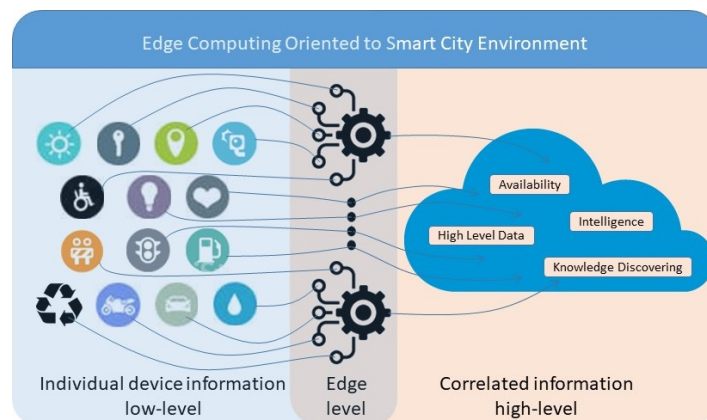 Edge Computing Oriented to Smart City Environment
Availability
Intelligence
High Level Data
Knowledge Discovering
Individual device information
low-level
Edge
level
Correlated information
high-level